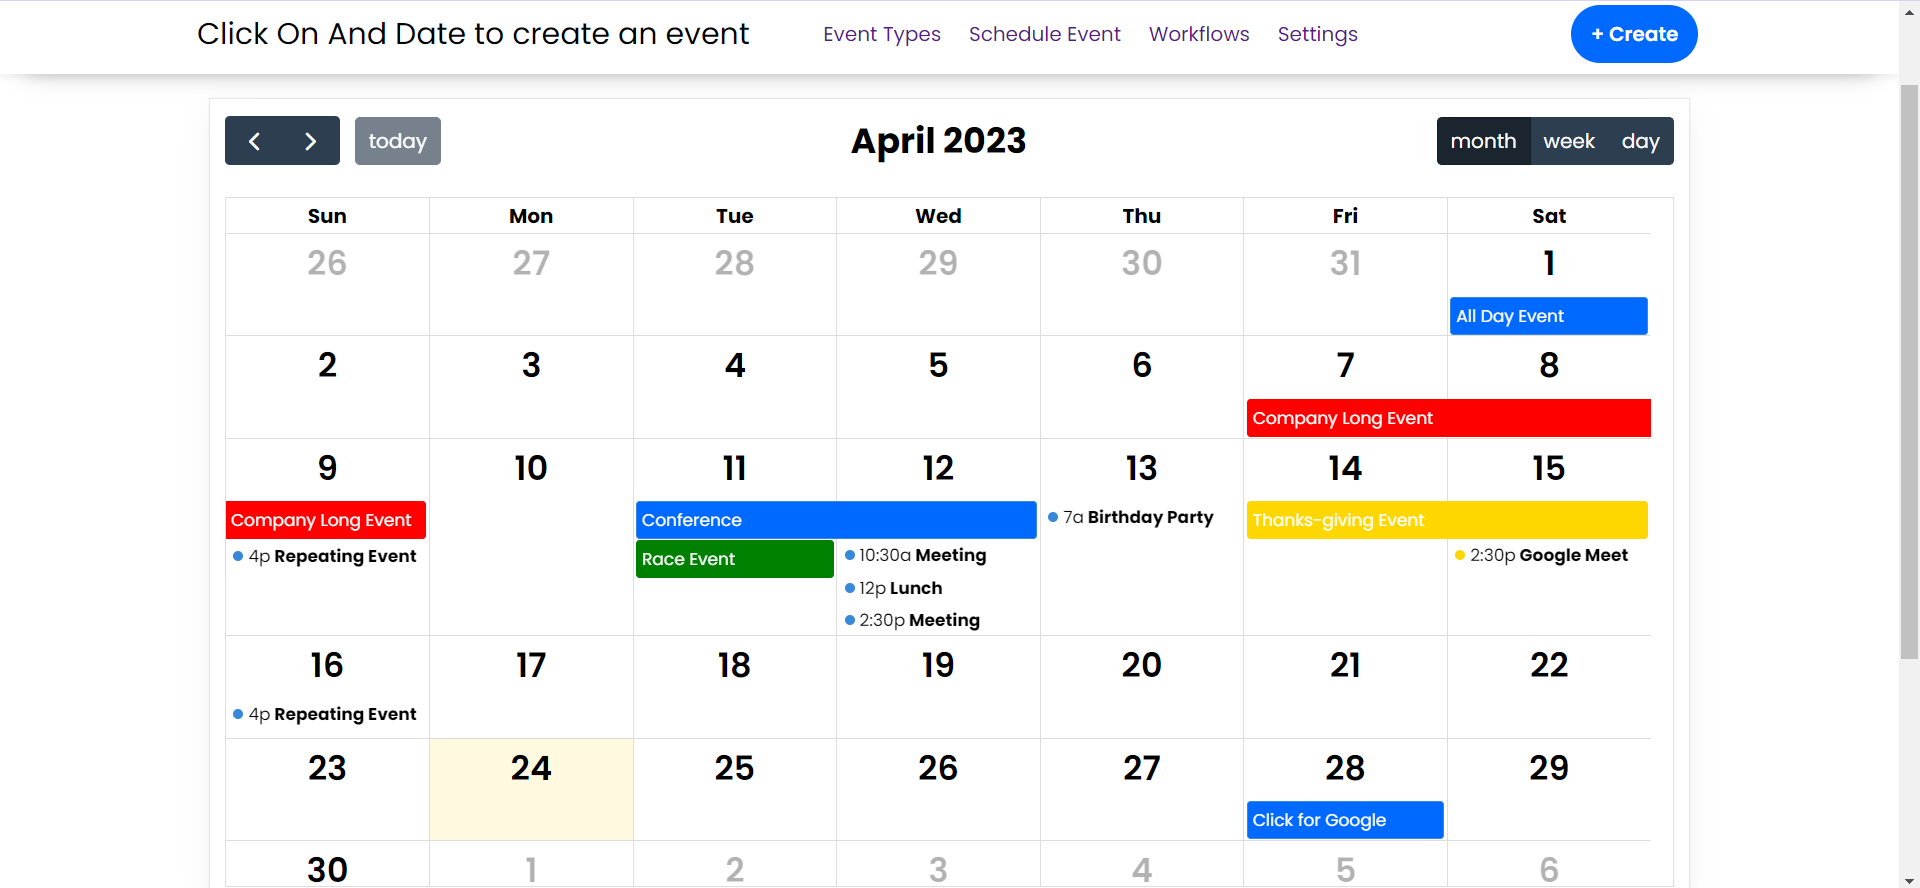 Click On And Date to create an event
Event Types Schedule Event Workflows Settings
+ Create
today
April 2023
month week day
Sun Mon Tue Wed Thu Fri Sat
26 27 28 29 30 31 1
All Day Event
2 3 4 5 6 7 8
Company Long Event
9 10 11 12 13 14 15
Company Long Event Conference 7a Birthday Party Thanks-giving Event
4p Repeating Event Race Event 10:30a Meeting 2:30p Google Meet
12p Lunch
2:30p Meeting
16 17 18 19 20 21 22
4p Repeating Event
23 24 25 26 27 28 29
Click for Google
30 1 2 3 4 5 6